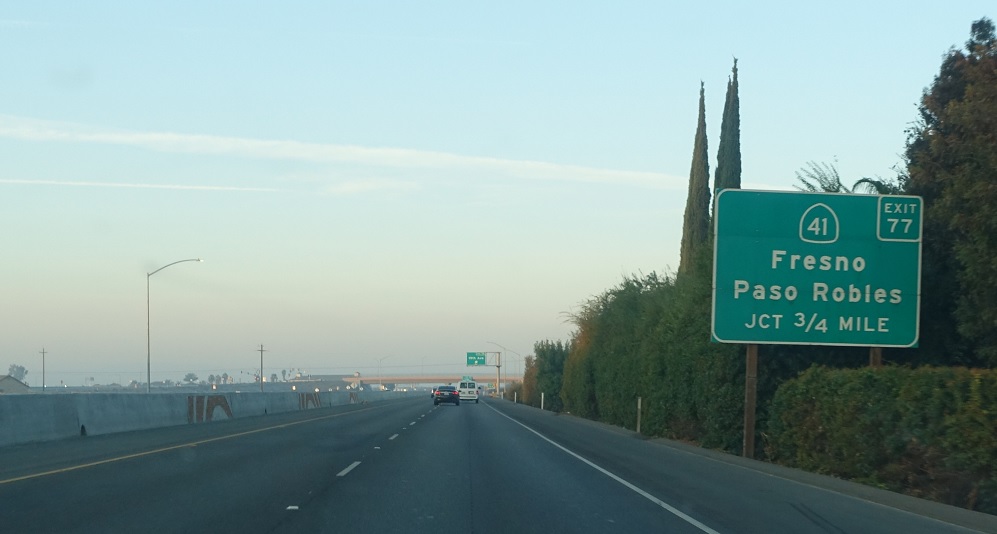 EXIT
77
41
Fresno
Paso Robles
JCT 3/4 MILE